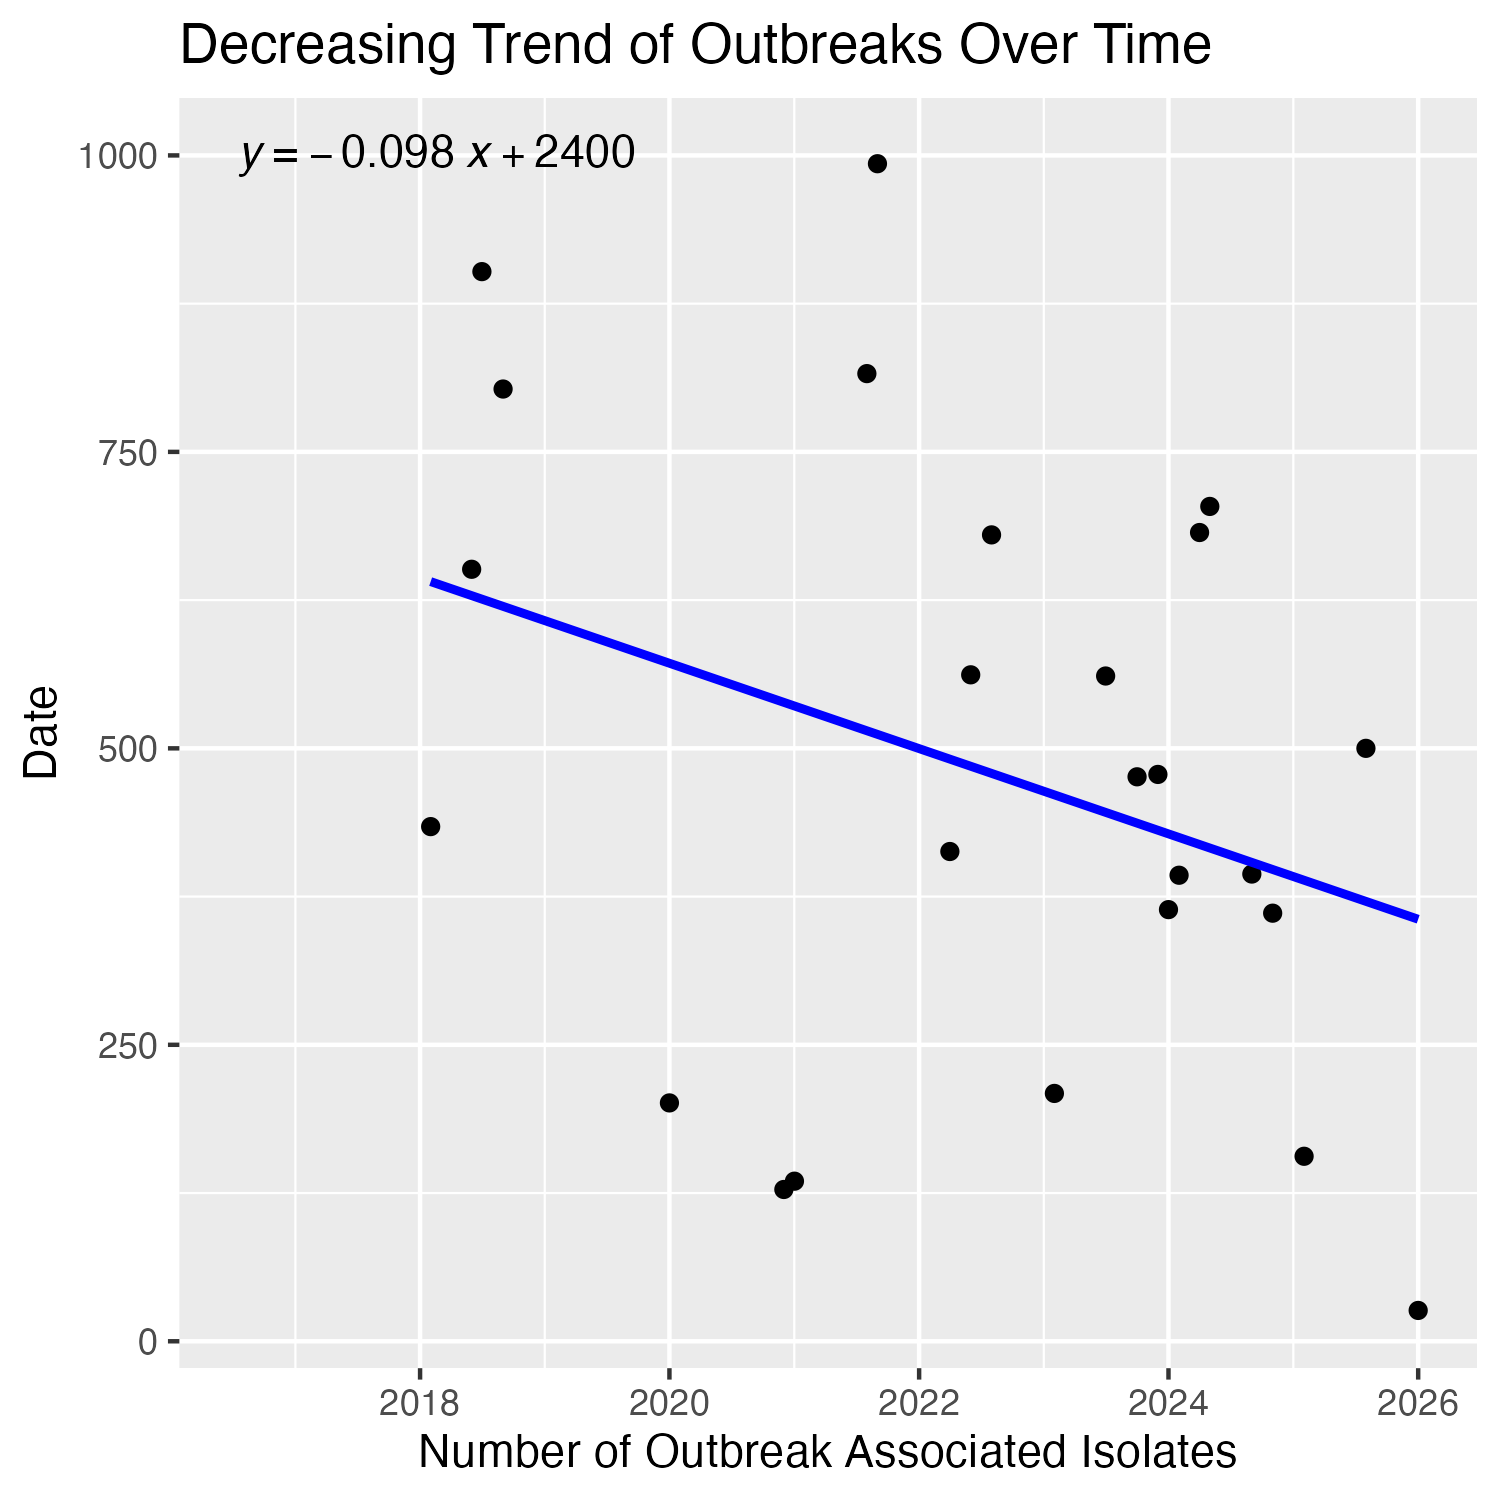 Decreasing Trend of Outbreaks Over Time
y = − 0.098 x + 2400
1000
750
500
250
0
Date
2018 2020 2022 2024 2026
Number of Outbreak Associated Isolates